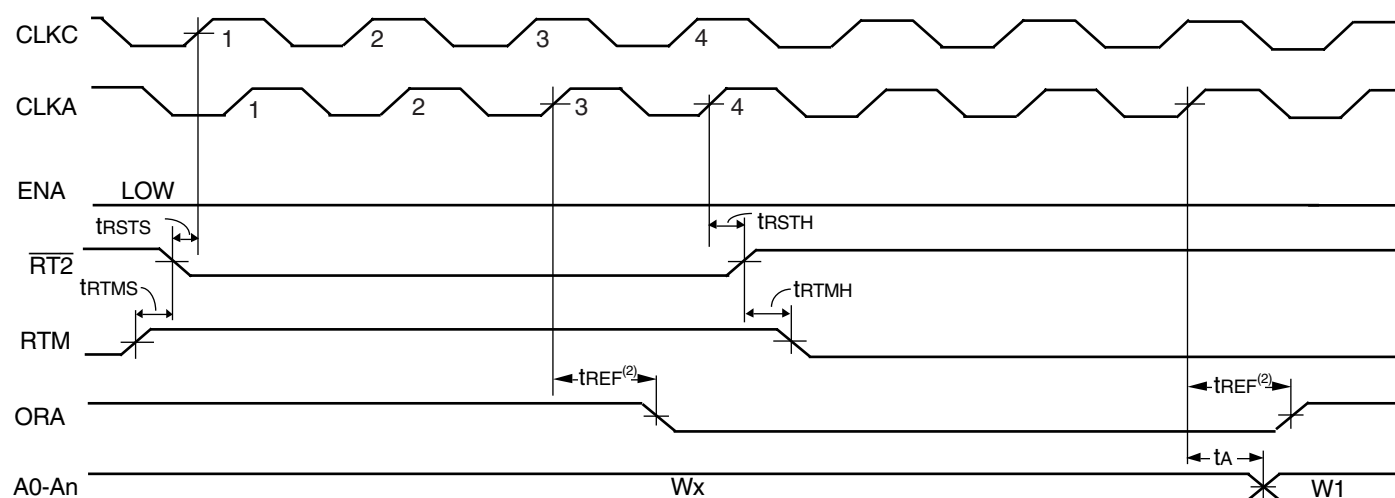 CLKC 1 2 3 4
CLKA 1 2 3 4
ENA LOW
tRSTS tRSTH
RT2
tRTMS tRTMH
RTM
tREF(2) tREF(2)
ORA
tA
A0-An Wx W1